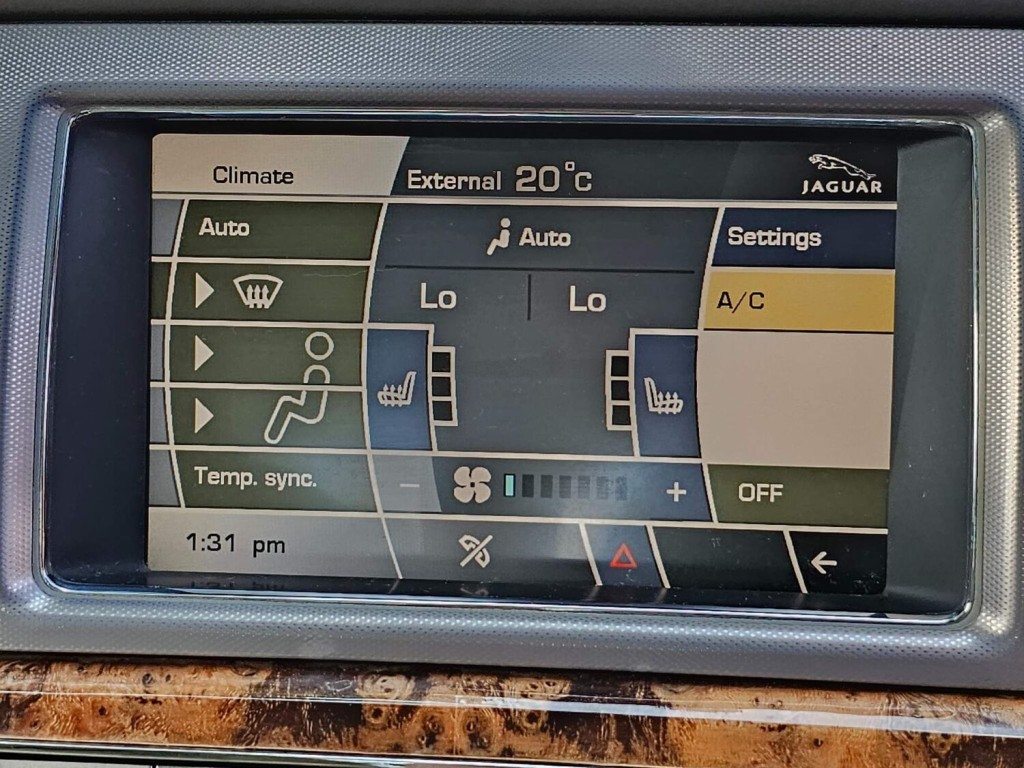 Climate
External 20°C
JAGUAR
Auto
Auto
Settings
Lo
Lo
A/C
Temp. sync.
- +
OFF
1:31 pm